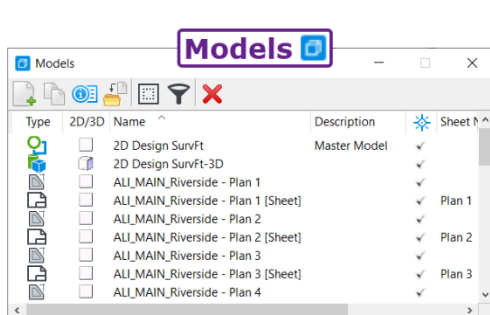 Models
Models
Type 2D/3D Name Description Sheet N
2D Design SurvFt Master Model
2D Design SurvFt-3D
ALI_MAIN_Riverside - Plan 1
ALI_MAIN_Riverside - Plan 1 [Sheet] Plan 1
ALI_MAIN_Riverside - Plan 2
ALI_MAIN_Riverside - Plan 2 [Sheet] Plan 2
ALI_MAIN_Riverside - Plan 3
ALI_MAIN_Riverside - Plan 3 [Sheet] Plan 3
ALI_MAIN_Riverside - Plan 4